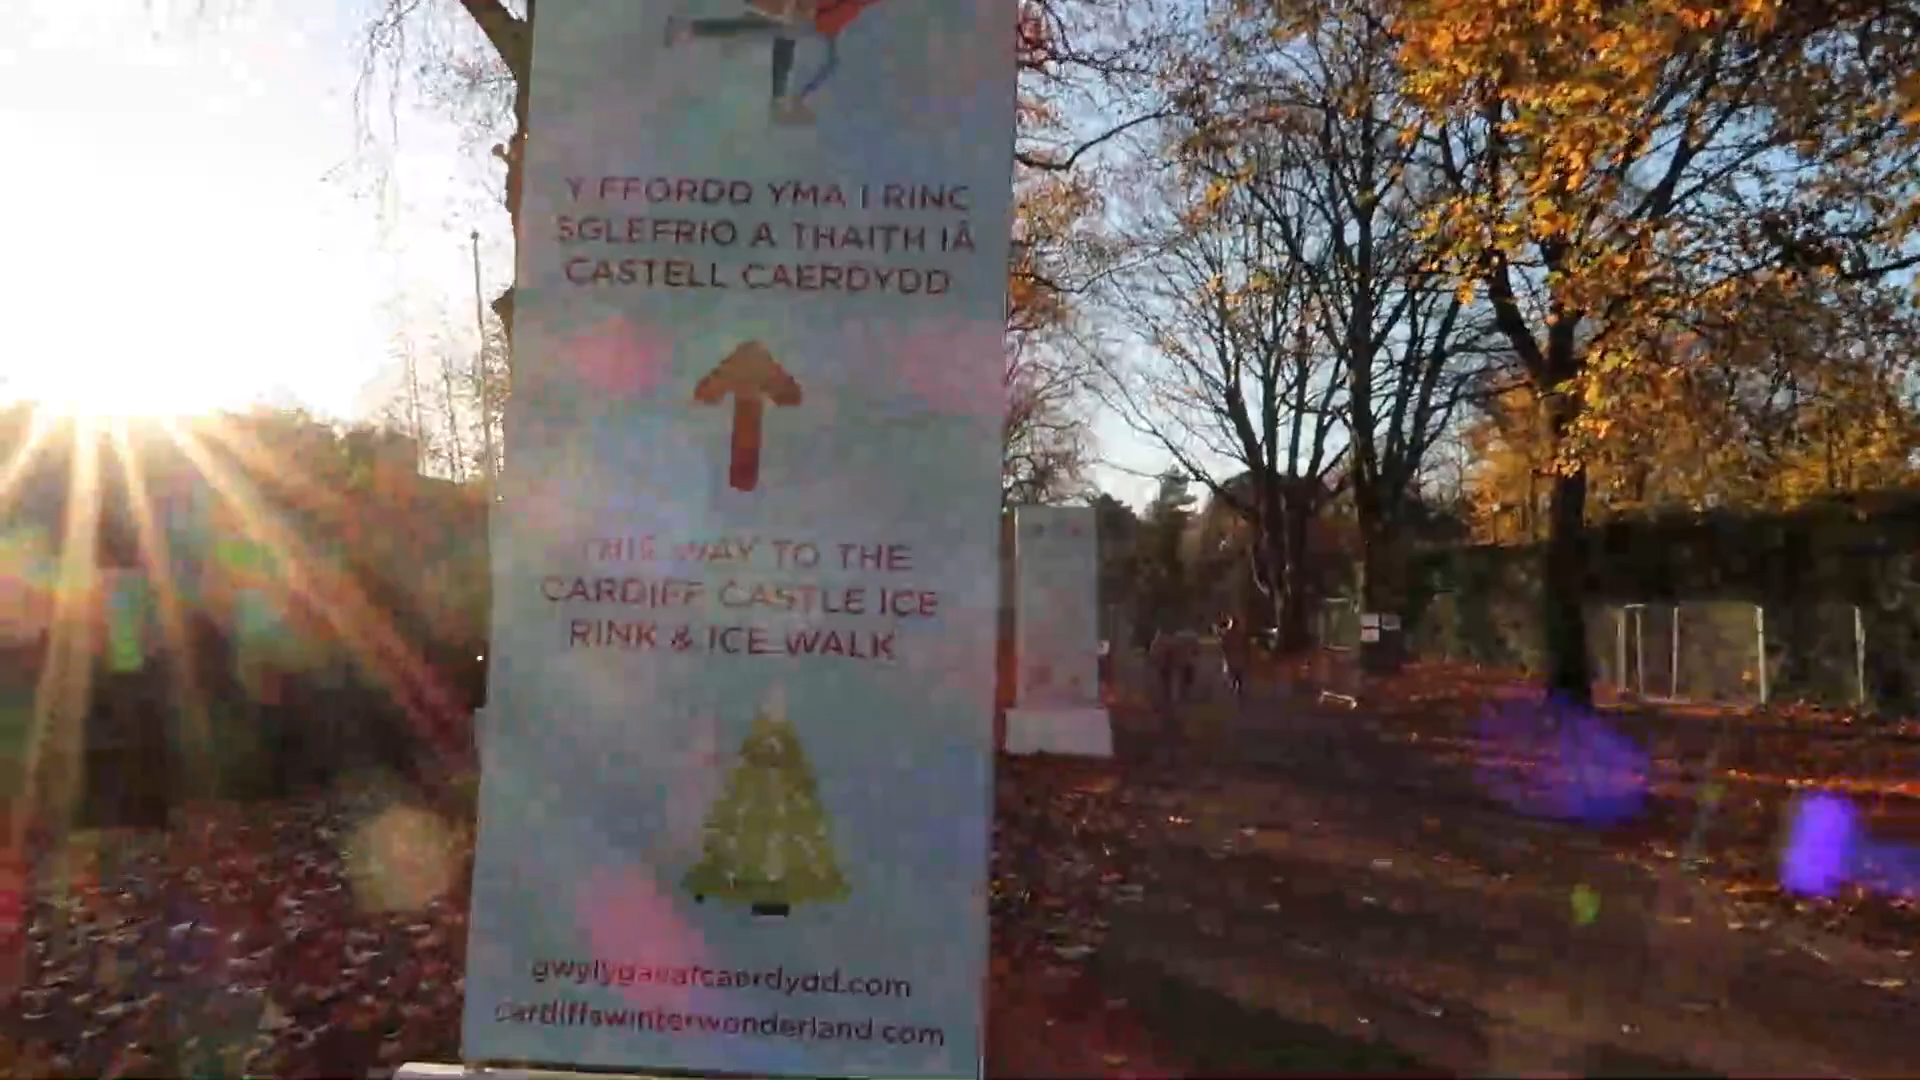 Y FFORDD YMA I RINC
SGLEFRIO A THAITH IÂ
CASTELL CAERDYDD
THIS WAY TO THE
CARDIFF CASTLE ICE
RINK & ICE WALK
gwylygaeafcaerdydd.com
cardiffswinterwonderland.com